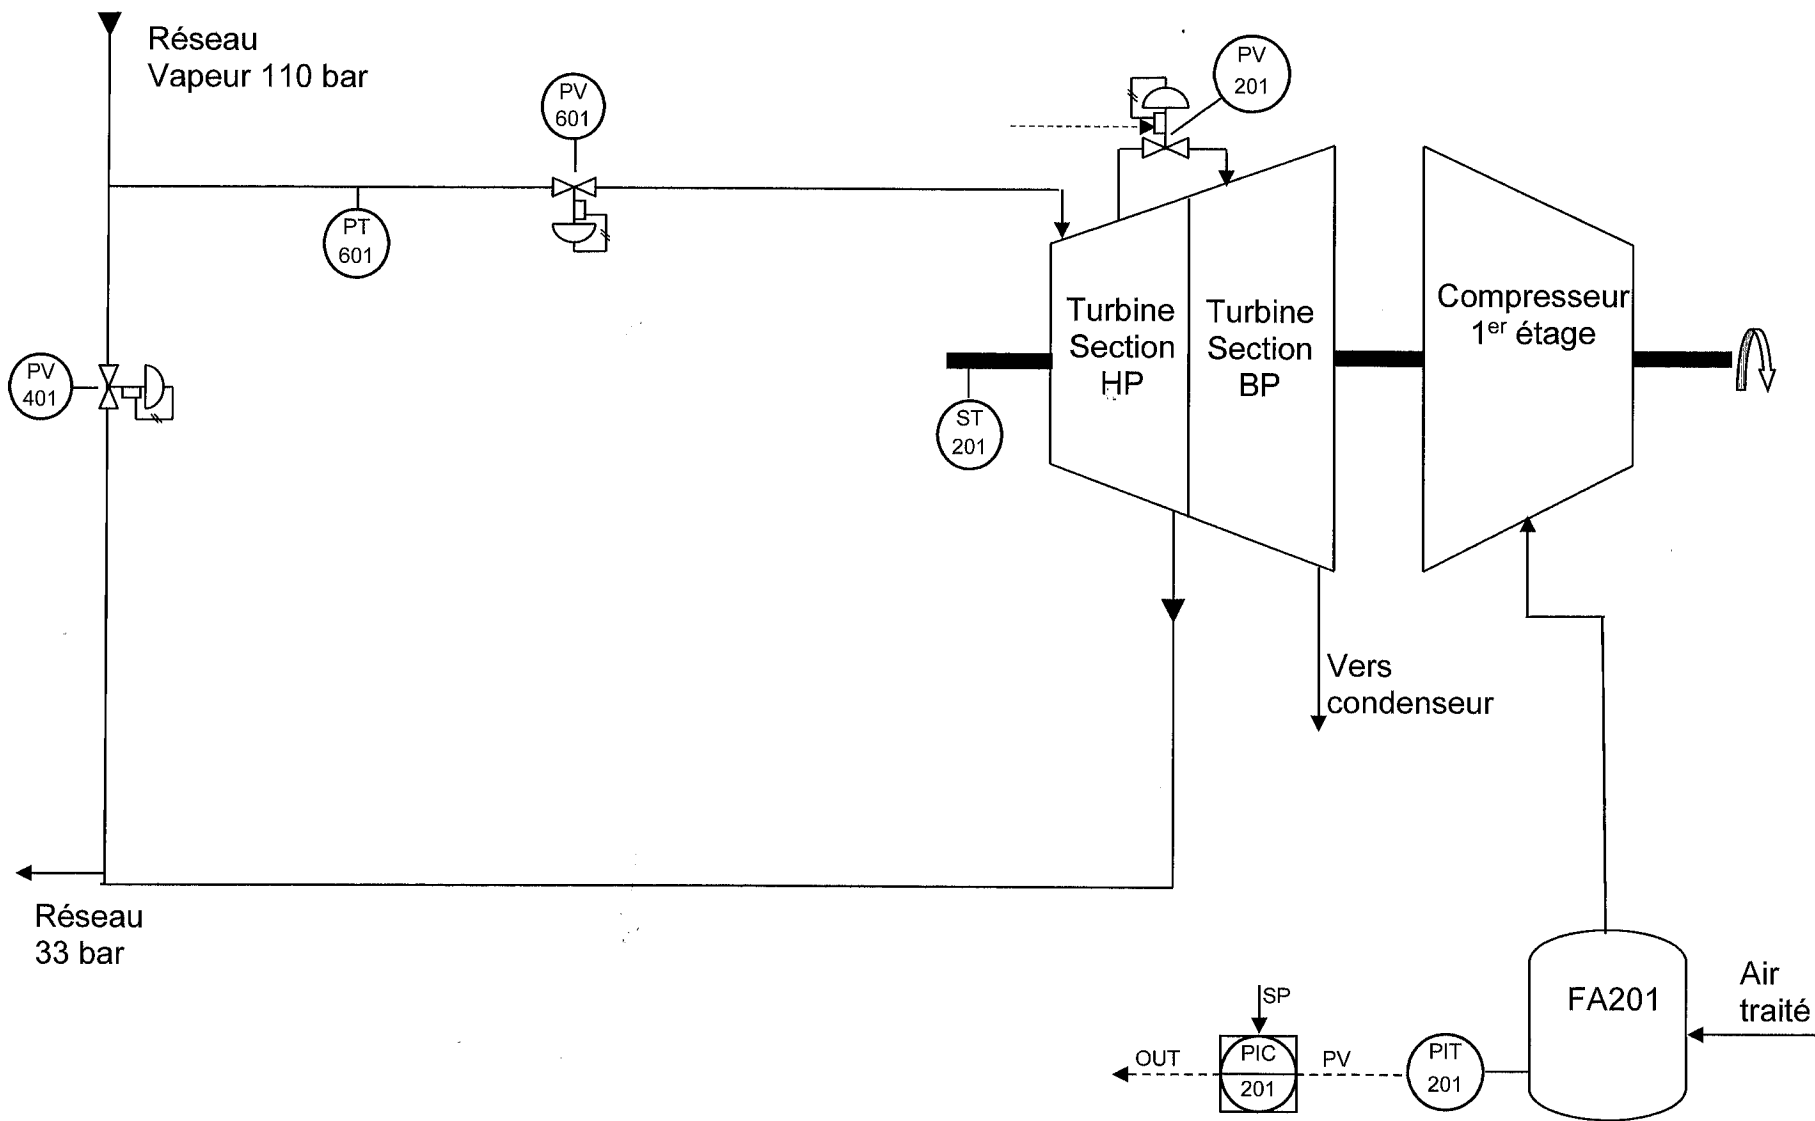 Réseau
Vapeur 110 bar
PV
601
PV
201
PT
601
PV
401
Turbine
Section
HP
Turbine
Section
BP
Compresseur
1er étage
ST
201
Vers
condenseur
Réseau
33 bar
FA201
Air
traité
SP
OUT
PIC
201
PV
PIT
201